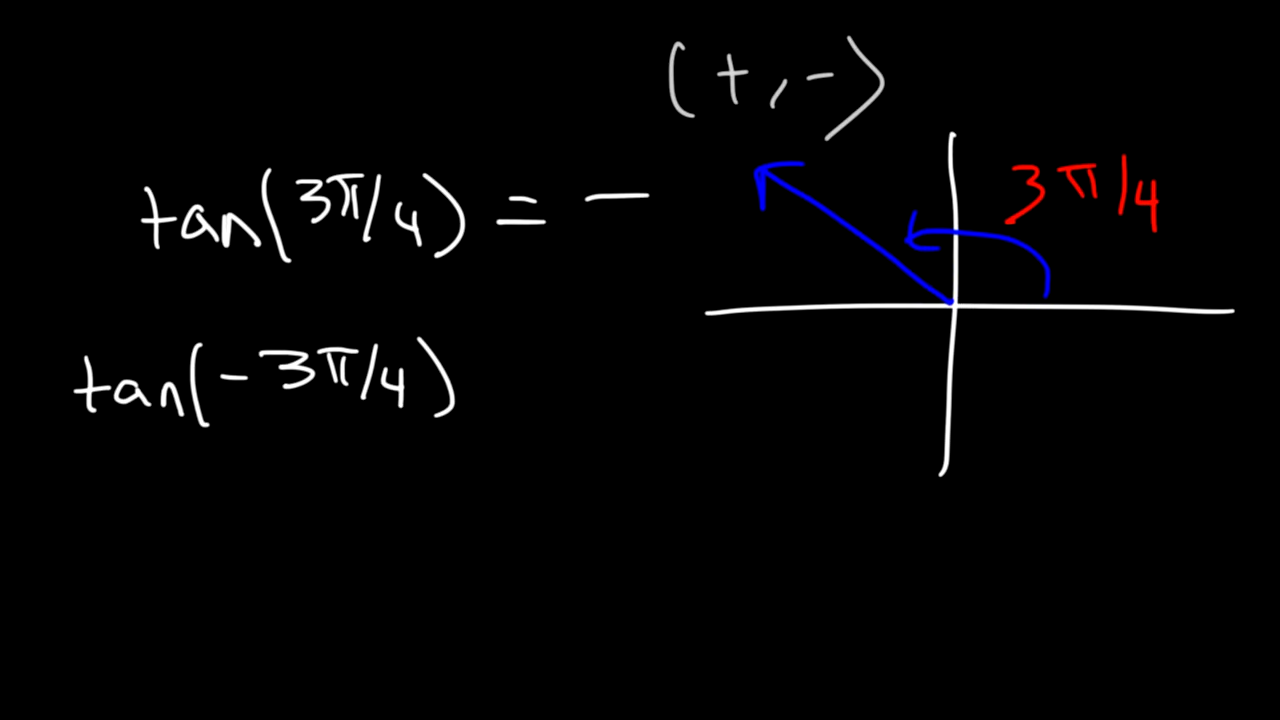 (+,-)
tan(3π/4) = -
3π/4
tan(-3π/4)